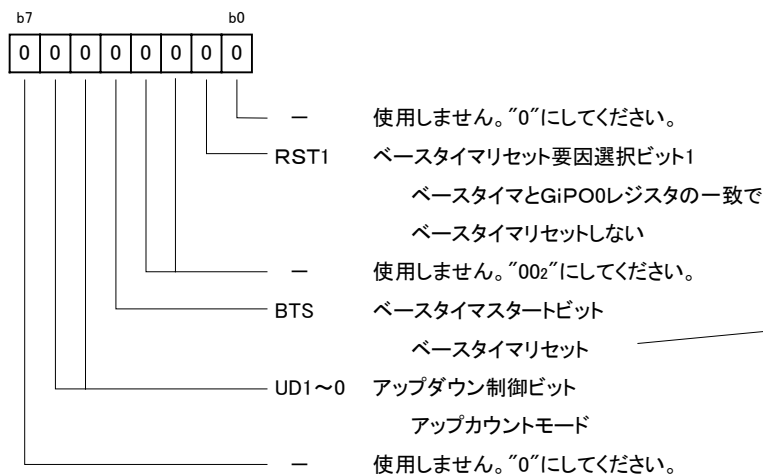 b7 b0
0 0 0 0 0 0 0 0
― 使用しません。"0"にしてください。
RST1 ベースタイマリセット要因選択ビット1
ベースタイマとGiPO0レジスタの一致で
ベースタイマリセットしない
― 使用しません。"00₂"にしてください。
BTS ベースタイマスタートビット
ベースタイマリセット
UD1～0 アップダウン制御ビット
アップカウントモード
― 使用しません。"0"にしてください。